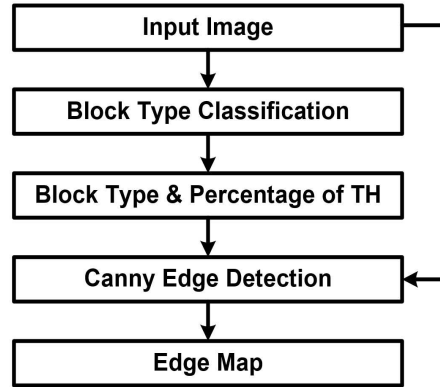 Input Image
Block Type Classification
Block Type & Percentage of TH
Canny Edge Detection
Edge Map